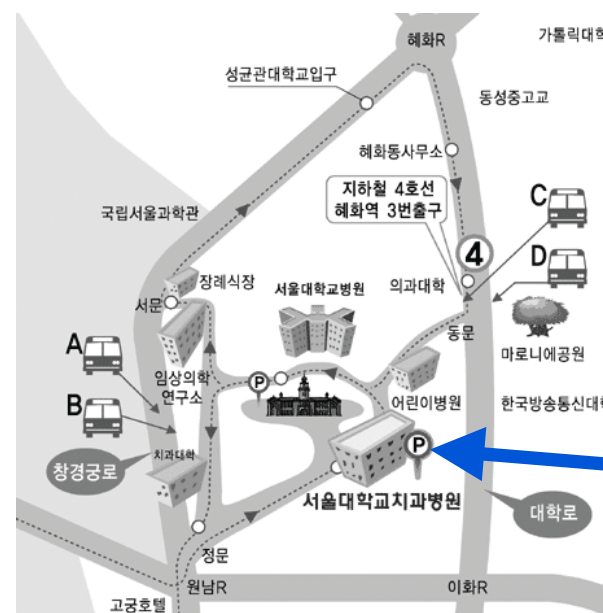 혜화R
가톨릭대학
성균관대학교입구
동성중고교
혜화동사무소
지하철 4호선
혜화역 3번출구
C
국립서울과학관
4
D
장례식장
의과대학
서울대학교병원
서문
동문
마로니에공원
A
임상의학
연구소
P
B
어린이병원
한국방송통신대학
치과대학
P
창경궁로
서울대학교치과병원
대학로
정문
원남R
이화R
고궁호텔